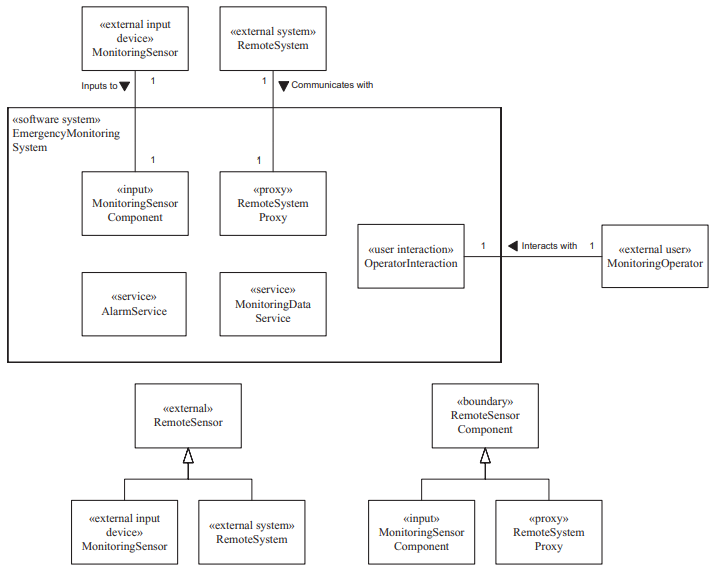 «external input
device»
MonitoringSensor
«external system»
RemoteSystem
Inputs to
1
1
Communicates with
«software system»
EmergencyMonitoring
System
1
1
«input»
MonitoringSensor
Component
«proxy»
RemoteSystem
Proxy
«user interaction»
OperatorInteraction
1
Interacts with
1
«external user»
MonitoringOperator
«service»
AlarmService
«service»
MonitoringData
Service
«external»
RemoteSensor
«boundary»
RemoteSensor
Component
«external input
device»
MonitoringSensor
«external system»
RemoteSystem
«input»
MonitoringSensor
Component
«proxy»
RemoteSystem
Proxy